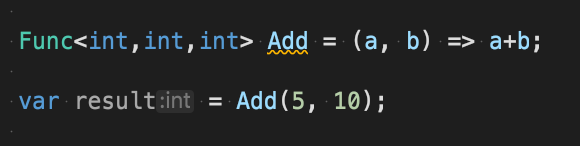 Func<int,int,int> Add = (a, b) => a+b;
var result:int = Add(5, 10);